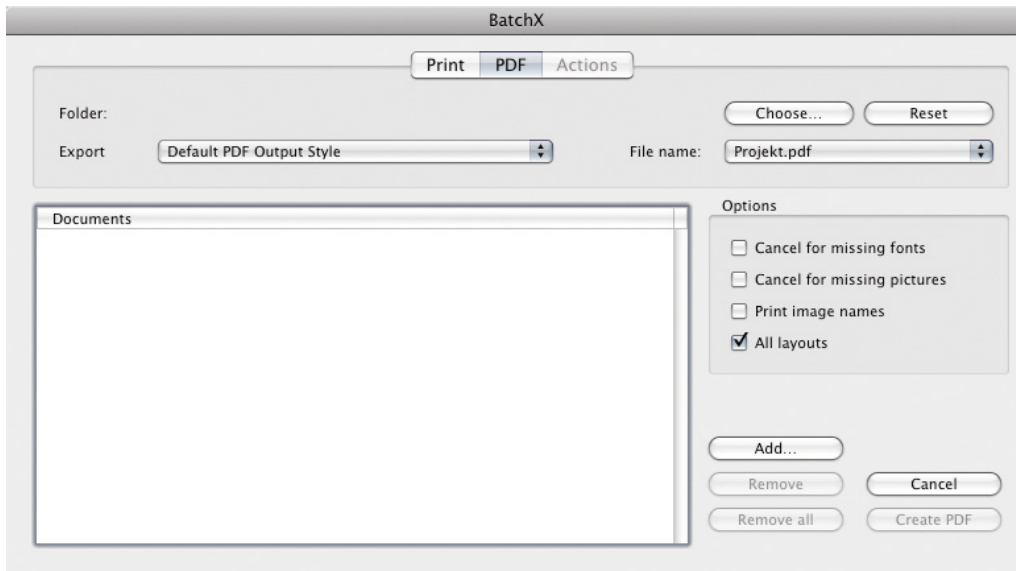 BatchX
Print PDF Actions
Folder: Choose... Reset
Export Default PDF Output Style File name: Projekt.pdf
Documents
Options
Cancel for missing fonts
Cancel for missing pictures
Print image names
All layouts
Add...
Remove Cancel
Remove all Create PDF